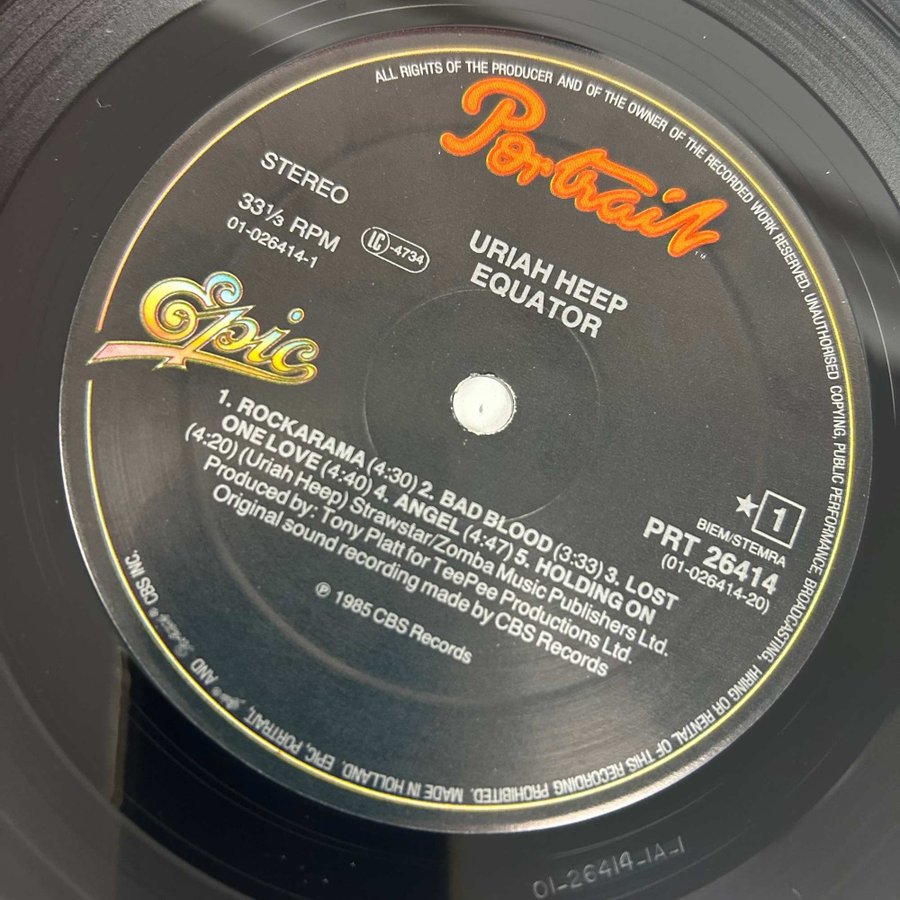 ALL RIGHTS OF THE PRODUCER AND OF THE OWNER OF THE RECORDED WORK RESERVED. UNAUTHORISED COPYING, PUBLIC PERFORMANCE, BROADCASTING, HIRING OR RENTAL OF THIS RECORDING PROHIBITED. MADE IN HOLLAND. EPIC, PORTRAIT, AND CBS INC.
Portrait™
STEREO
33⅓ RPM
01-026414-1
LC-4734
URIAH HEEP
EQUATOR
Epic
1. ROCKARAMA (4:30) 2. BAD BLOOD (3:33) 3. LOST
ONE LOVE (4:40) 4. ANGEL (4:47) 5. HOLDING ON
(4:20) (Uriah Heep) Strawstar/Zomba Music Publishers Ltd.
Produced by: Tony Platt for TeePee Productions Ltd.
Original sound recording made by CBS Records
℗ 1985 CBS Records
★ 1
BIEM/STEMRA
PRT 26414
(01-026414-20)
01-26414-1A-1